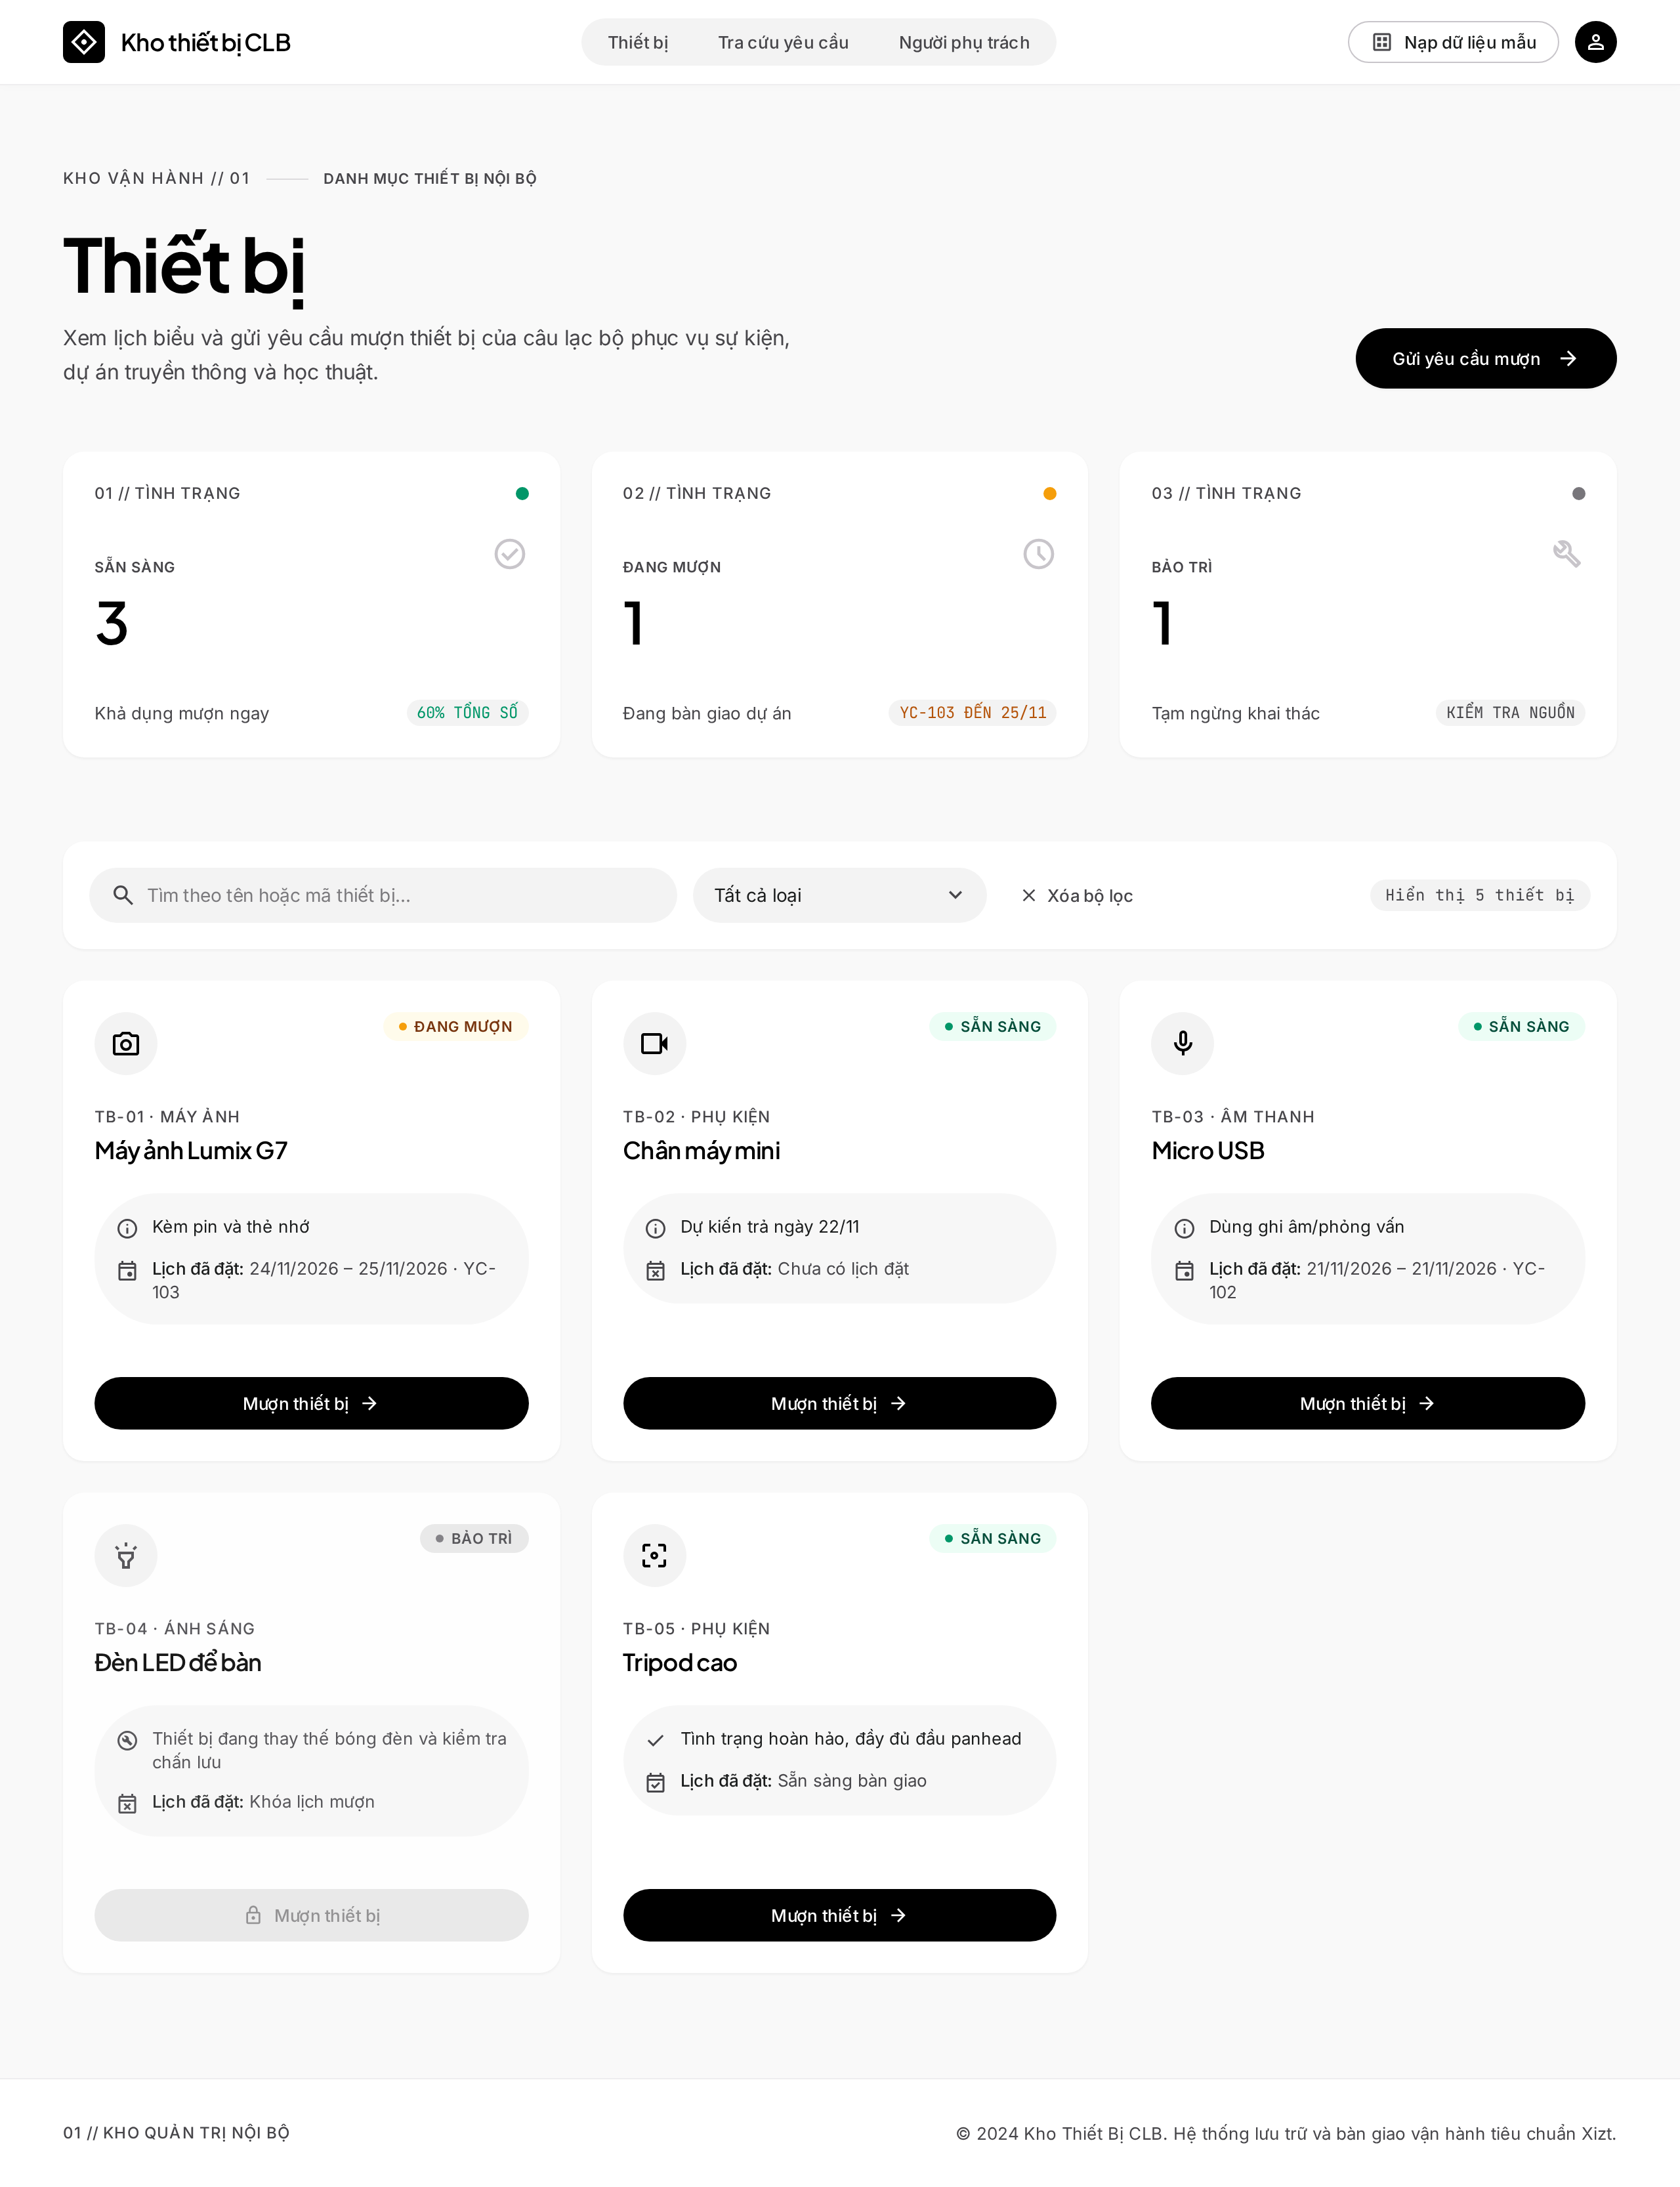 Kho thiết bị CLB
Thiết bị
Tra cứu yêu cầu
Người phụ trách
Nạp dữ liệu mẫu
KHO VẬN HÀNH // 01
DANH MỤC THIẾT BỊ NỘI BỘ
Thiết bị
Xem lịch biểu và gửi yêu cầu mượn thiết bị của câu lạc bộ phục vụ sự kiện,
dự án truyền thông và học thuật.
Gửi yêu cầu mượn
01 // TÌNH TRẠNG
SẴN SÀNG
3
Khả dụng mượn ngay
60% TỔNG SỐ
02 // TÌNH TRẠNG
ĐANG MƯỢN
1
Đang bàn giao dự án
YC-103 ĐẾN 25/11
03 // TÌNH TRẠNG
BẢO TRÌ
1
Tạm ngừng khai thác
KIỂM TRA NGUỒN
Tìm theo tên hoặc mã thiết bị...
Tất cả loại
Xóa bộ lọc
Hiển thị 5 thiết bị
ĐANG MƯỢN
TB-01 · MÁY ẢNH
Máy ảnh Lumix G7
Kèm pin và thẻ nhớ
Lịch đã đặt: 24/11/2026 – 25/11/2026 · YC-
103
Mượn thiết bị
SẴN SÀNG
TB-02 · PHỤ KIỆN
Chân máy mini
Dự kiến trả ngày 22/11
Lịch đã đặt: Chưa có lịch đặt
Mượn thiết bị
SẴN SÀNG
TB-03 · ÂM THANH
Micro USB
Dùng ghi âm/phỏng vấn
Lịch đã đặt: 21/11/2026 – 21/11/2026 · YC-
102
Mượn thiết bị
BẢO TRÌ
TB-04 · ÁNH SÁNG
Đèn LED để bàn
Thiết bị đang thay thế bóng đèn và kiểm tra
chấn lưu
Lịch đã đặt: Khóa lịch mượn
Mượn thiết bị
SẴN SÀNG
TB-05 · PHỤ KIỆN
Tripod cao
Tình trạng hoàn hảo, đầy đủ đầu panhead
Lịch đã đặt: Sẵn sàng bàn giao
Mượn thiết bị
01 // KHO QUẢN TRỊ NỘI BỘ
© 2024 Kho Thiết Bị CLB. Hệ thống lưu trữ và bàn giao vận hành tiêu chuẩn Xizt.